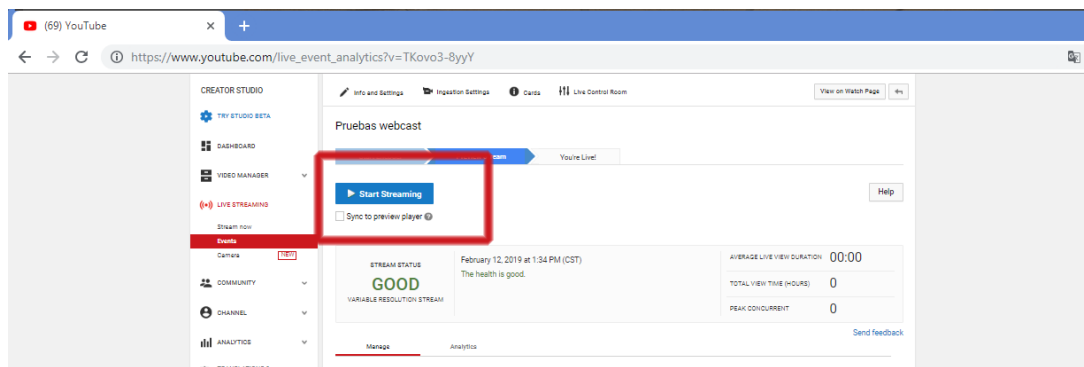 (69) YouTube
https://www.youtube.com/live_event_analytics?v=TKovo3-8yyY
CREATOR STUDIO
Info and Settings Ingestion Settings Cards Live Control Room View on Watch Page
TRY STUDIO BETA
Pruebas webcast
DASHBOARD
You're Live!
VIDEO MANAGER
Start Streaming Help
LIVE STREAMING
Sync to preview player
Stream now
Events
Camera NEW
STREAM STATUS
GOOD
VARIABLE RESOLUTION STREAM
February 12, 2019 at 1:34 PM (CST)
The health is good.
AVERAGE LIVE VIEW DURATION 00:00
TOTAL VIEW TIME (HOURS) 0
PEAK CONCURRENT 0
COMMUNITY
CHANNEL
Send feedback
ANALYTICS
Manage Analytics